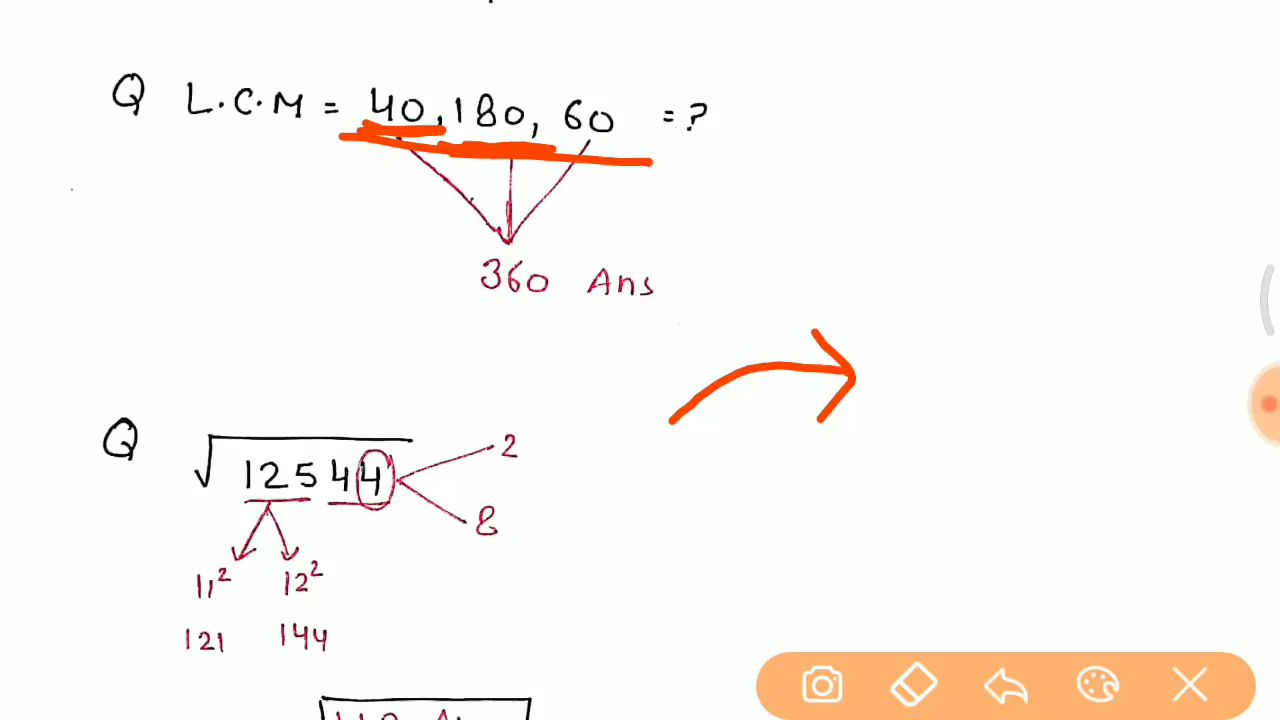 Q L.C.M = 40, 180, 60 = ?
360 Ans
Q √12544
2
8
11² 12²
121 144